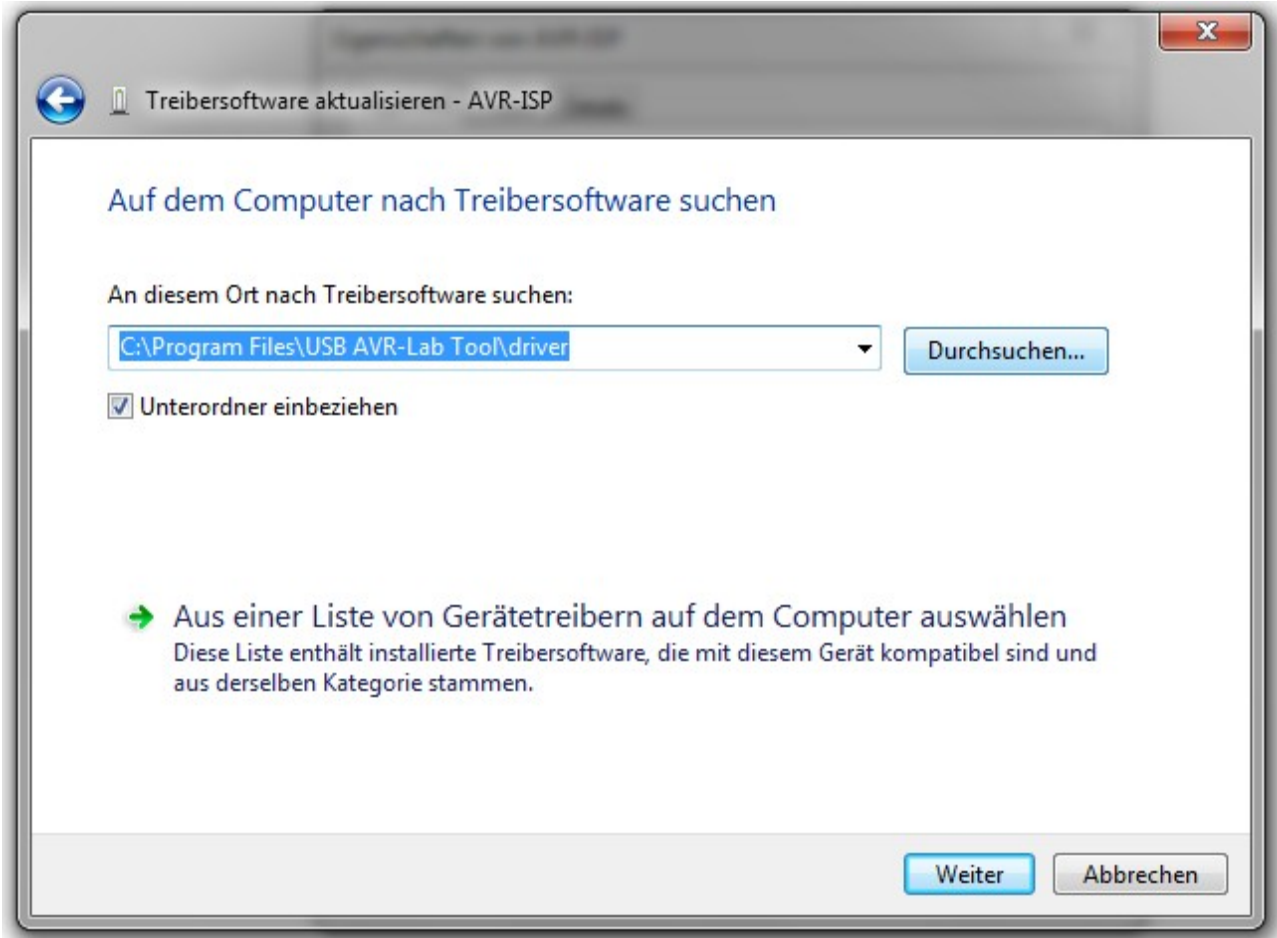 Treibersoftware aktualisieren - AVR-ISP
Auf dem Computer nach Treibersoftware suchen
An diesem Ort nach Treibersoftware suchen:
C:\Program Files\USB AVR-Lab Tool\driver
Durchsuchen...
Unterordner einbeziehen
Aus einer Liste von Gerätetreibern auf dem Computer auswählen
Diese Liste enthält installierte Treibersoftware, die mit diesem Gerät kompatibel sind und
aus derselben Kategorie stammen.
Weiter
Abbrechen